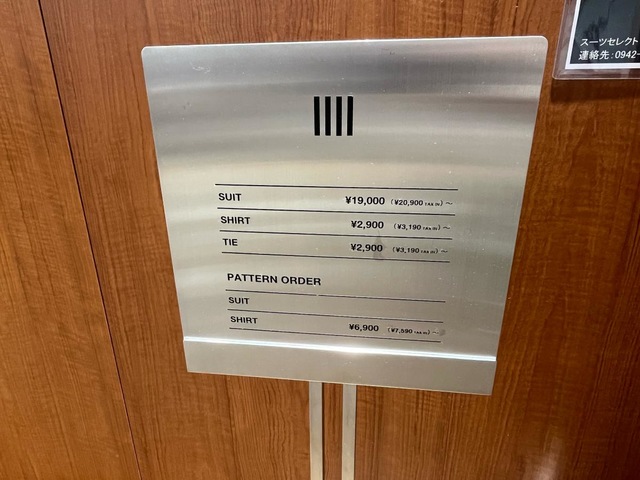 スーツセレクト
連絡先:0942-
SUIT ¥19,000 (¥20,900 TAX IN) ~
SHIRT ¥2,900 (¥3,190 TAX IN) ~
TIE ¥2,900 (¥3,190 TAX IN) ~
PATTERN ORDER
SUIT
SHIRT ¥6,900 (¥7,590 TAX IN) ~